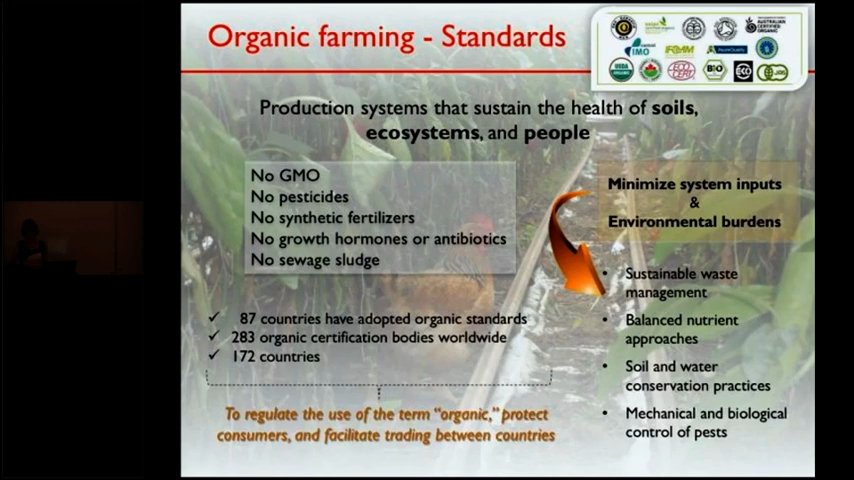 Organic farming - Standards
IMO
IFOAM
AUSTRALIAN
CERTIFIED
ORGANIC
USDA
ORGANIC
ECO
CERT
BIO
EKO
JAS
Production systems that sustain the health of soils,
ecosystems, and people
No GMO
No pesticides
No synthetic fertilizers
No growth hormones or antibiotics
No sewage sludge
Minimize system inputs
&
Environmental burdens
• Sustainable waste
management
• Balanced nutrient
approaches
• Soil and water
conservation practices
• Mechanical and biological
control of pests
✓ 87 countries have adopted organic standards
✓ 283 organic certification bodies worldwide
✓ 172 countries
To regulate the use of the term "organic," protect
consumers, and facilitate trading between countries